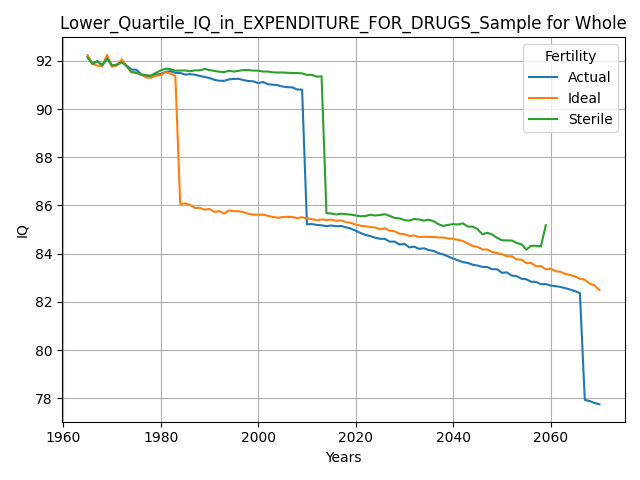 Lower_Quartile_IQ_in_EXPENDITURE_FOR_DRUGS_Sample for Whole
Fertility
Actual
Ideal
Sterile
92
90
88
86
84
82
80
78
IQ
1960
1980
2000
2020
2040
2060
Years